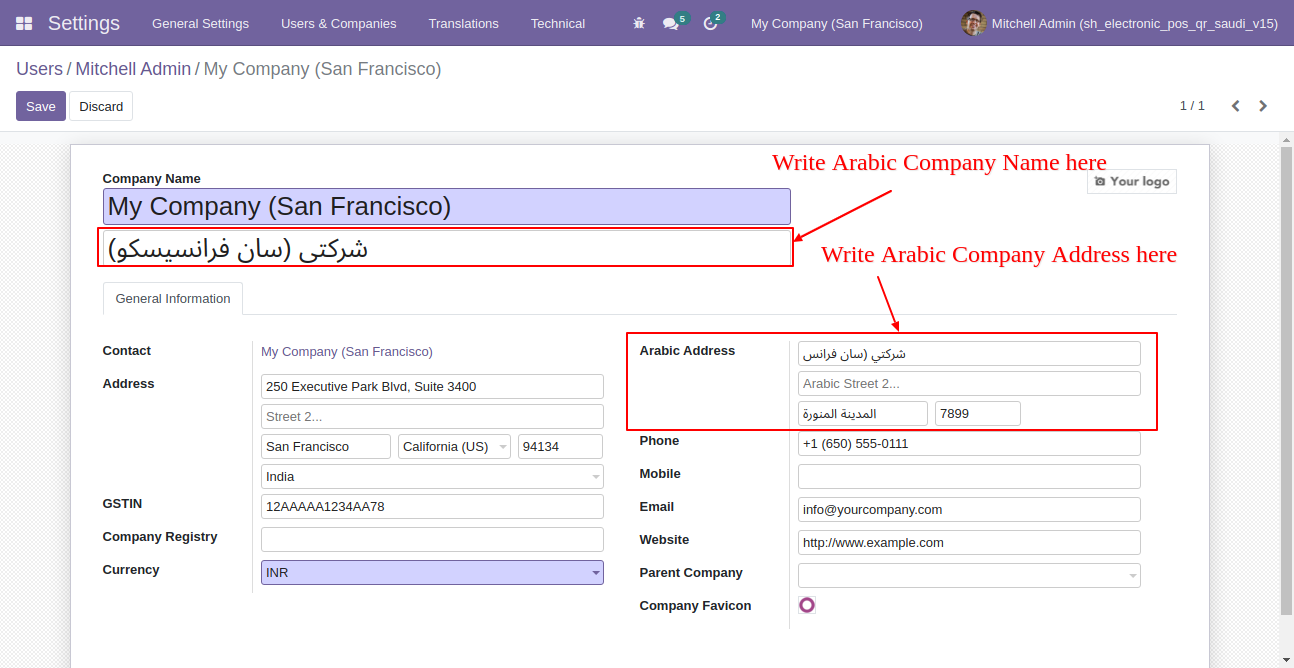 Settings General Settings Users & Companies Translations Technical 5 2 My Company (San Francisco) Mitchell Admin (sh_electronic_pos_qr_saudi_v15)
Users / Mitchell Admin / My Company (San Francisco)
Save Discard 1 / 1
Write Arabic Company Name here
Company Name
Your logo
My Company (San Francisco)
شركتى (سان فرانسيسكو)
Write Arabic Company Address here
General Information
Contact My Company (San Francisco)
Address 250 Executive Park Blvd, Suite 3400
Street 2...
San Francisco California (US) 94134
India
GSTIN 12AAAAA1234AA78
Company Registry
Currency INR
Arabic Address شركتي (سان فرانس
Arabic Street 2...
المدينة المنورة 7899
Phone +1 (650) 555-0111
Mobile
Email info@yourcompany.com
Website http://www.example.com
Parent Company
Company Favicon